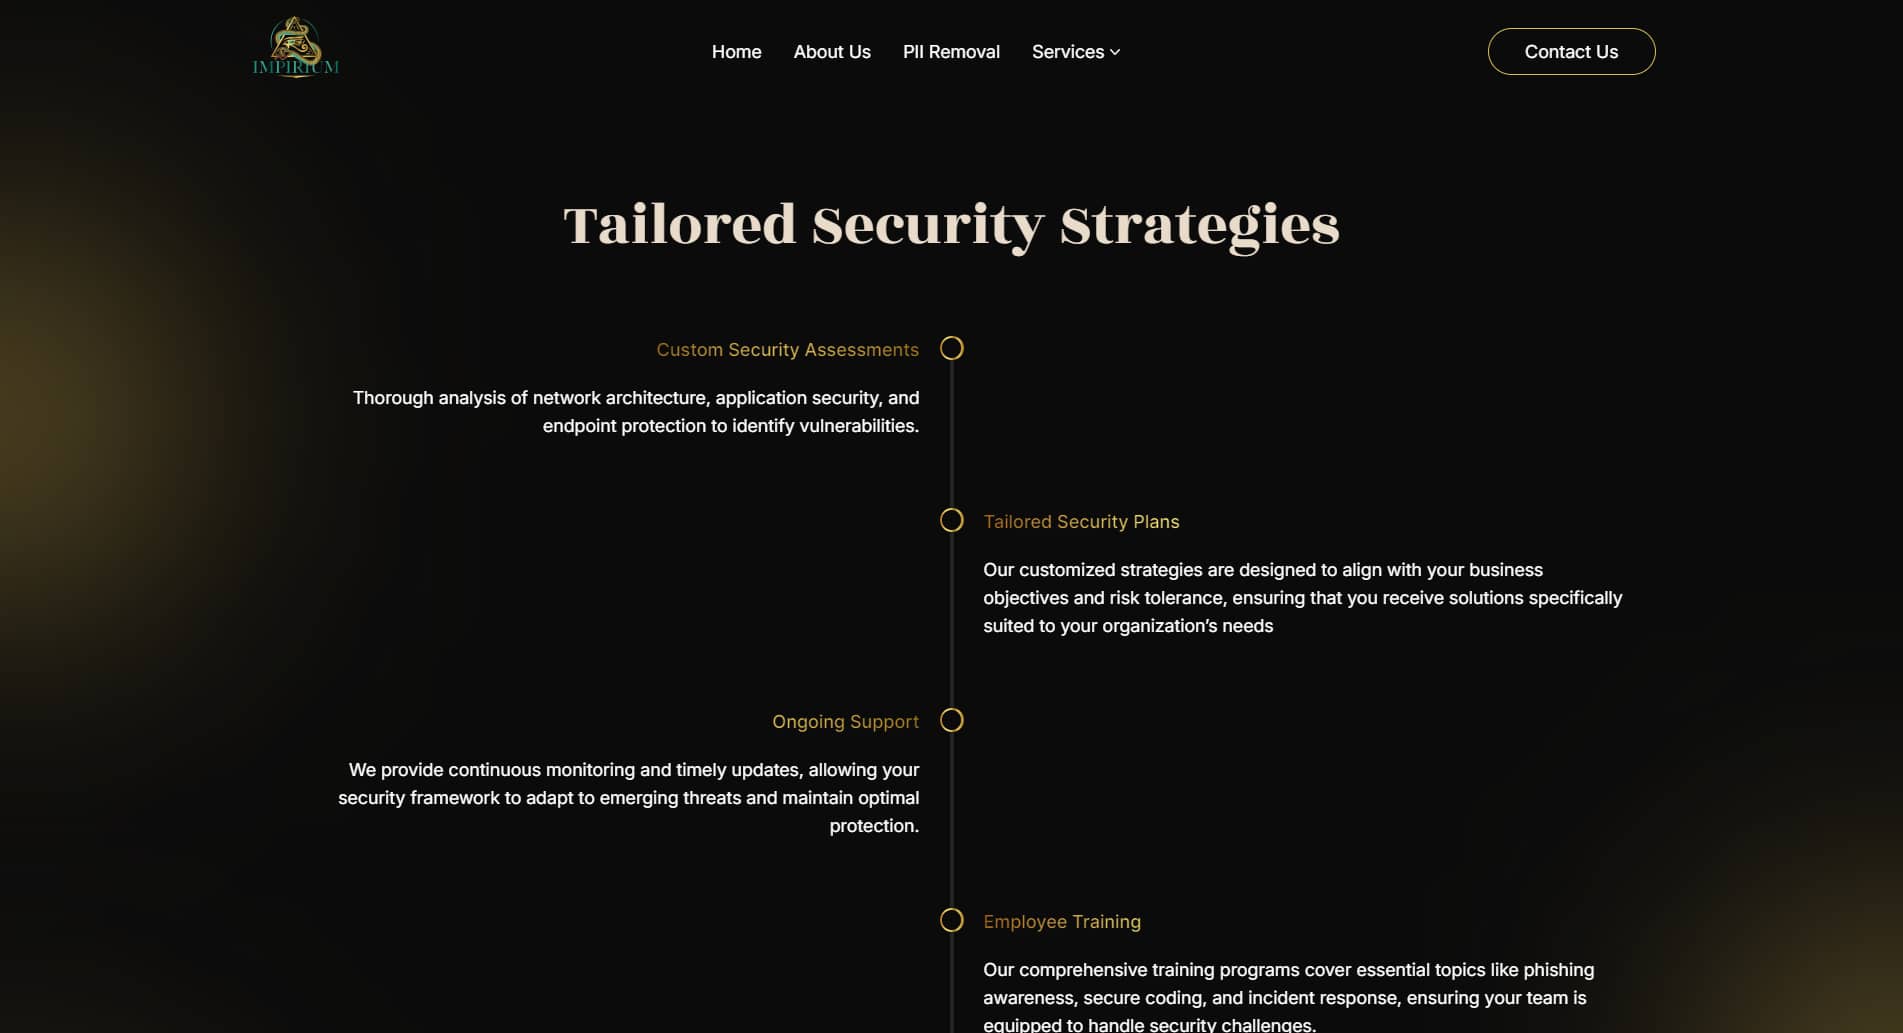 IMPIRIUM
Home
About Us
PII Removal
Services
Contact Us
Tailored Security Strategies
Custom Security Assessments
Thorough analysis of network architecture, application security, and
endpoint protection to identify vulnerabilities.
Tailored Security Plans
Our customized strategies are designed to align with your business
objectives and risk tolerance, ensuring that you receive solutions specifically
suited to your organization’s needs
Ongoing Support
We provide continuous monitoring and timely updates, allowing your
security framework to adapt to emerging threats and maintain optimal
protection.
Employee Training
Our comprehensive training programs cover essential topics like phishing
awareness, secure coding, and incident response, ensuring your team is
equipped to handle security challenges.